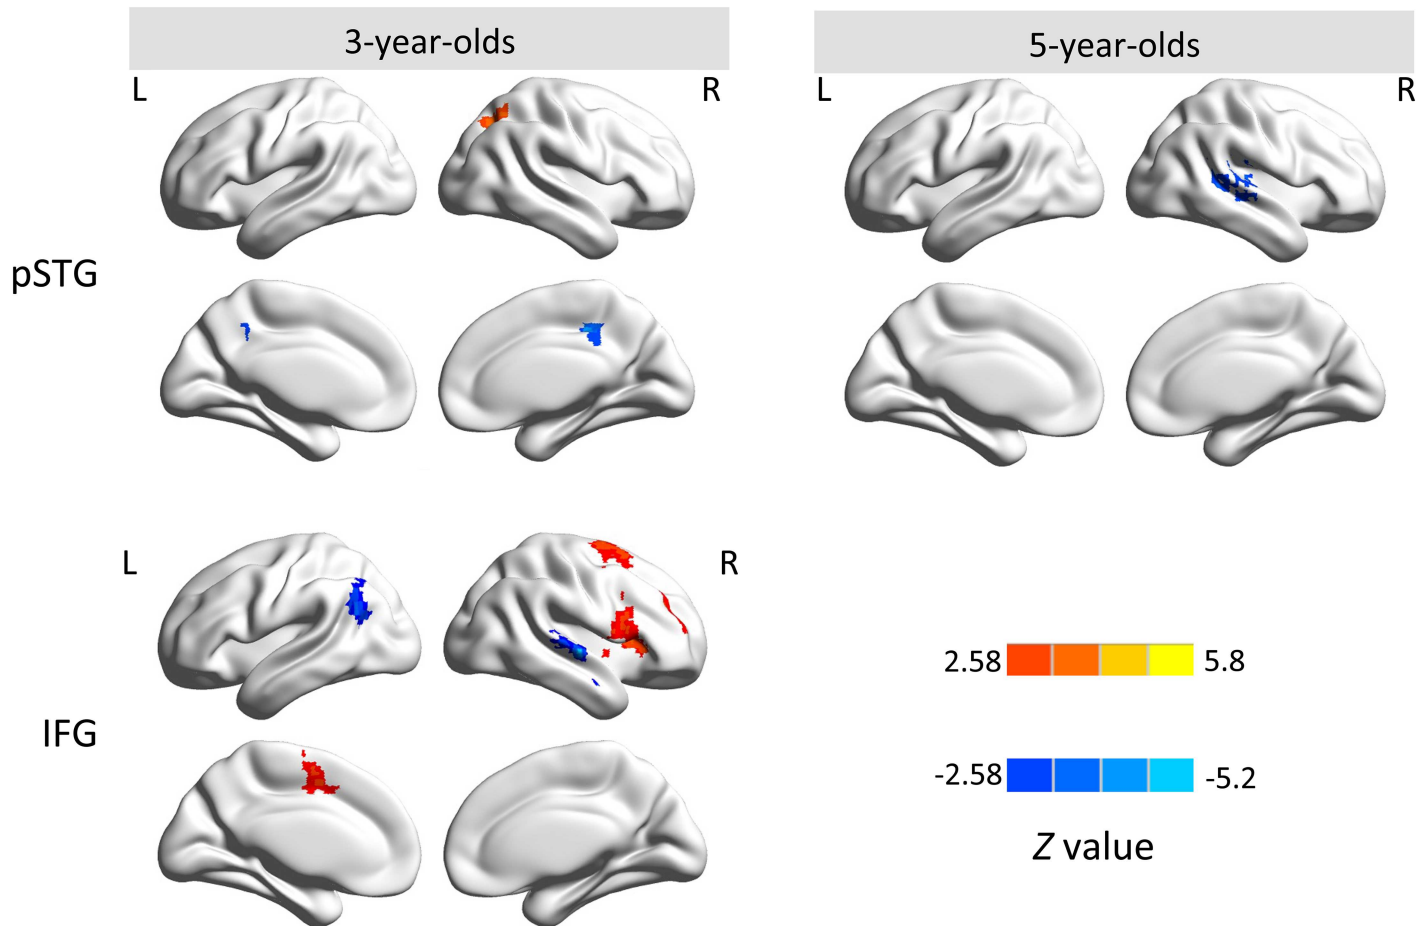 3-year-olds
5-year-olds
L
R
L
R
pSTG
L
R
IFG
2.58
5.8
-2.58
-5.2
Z value